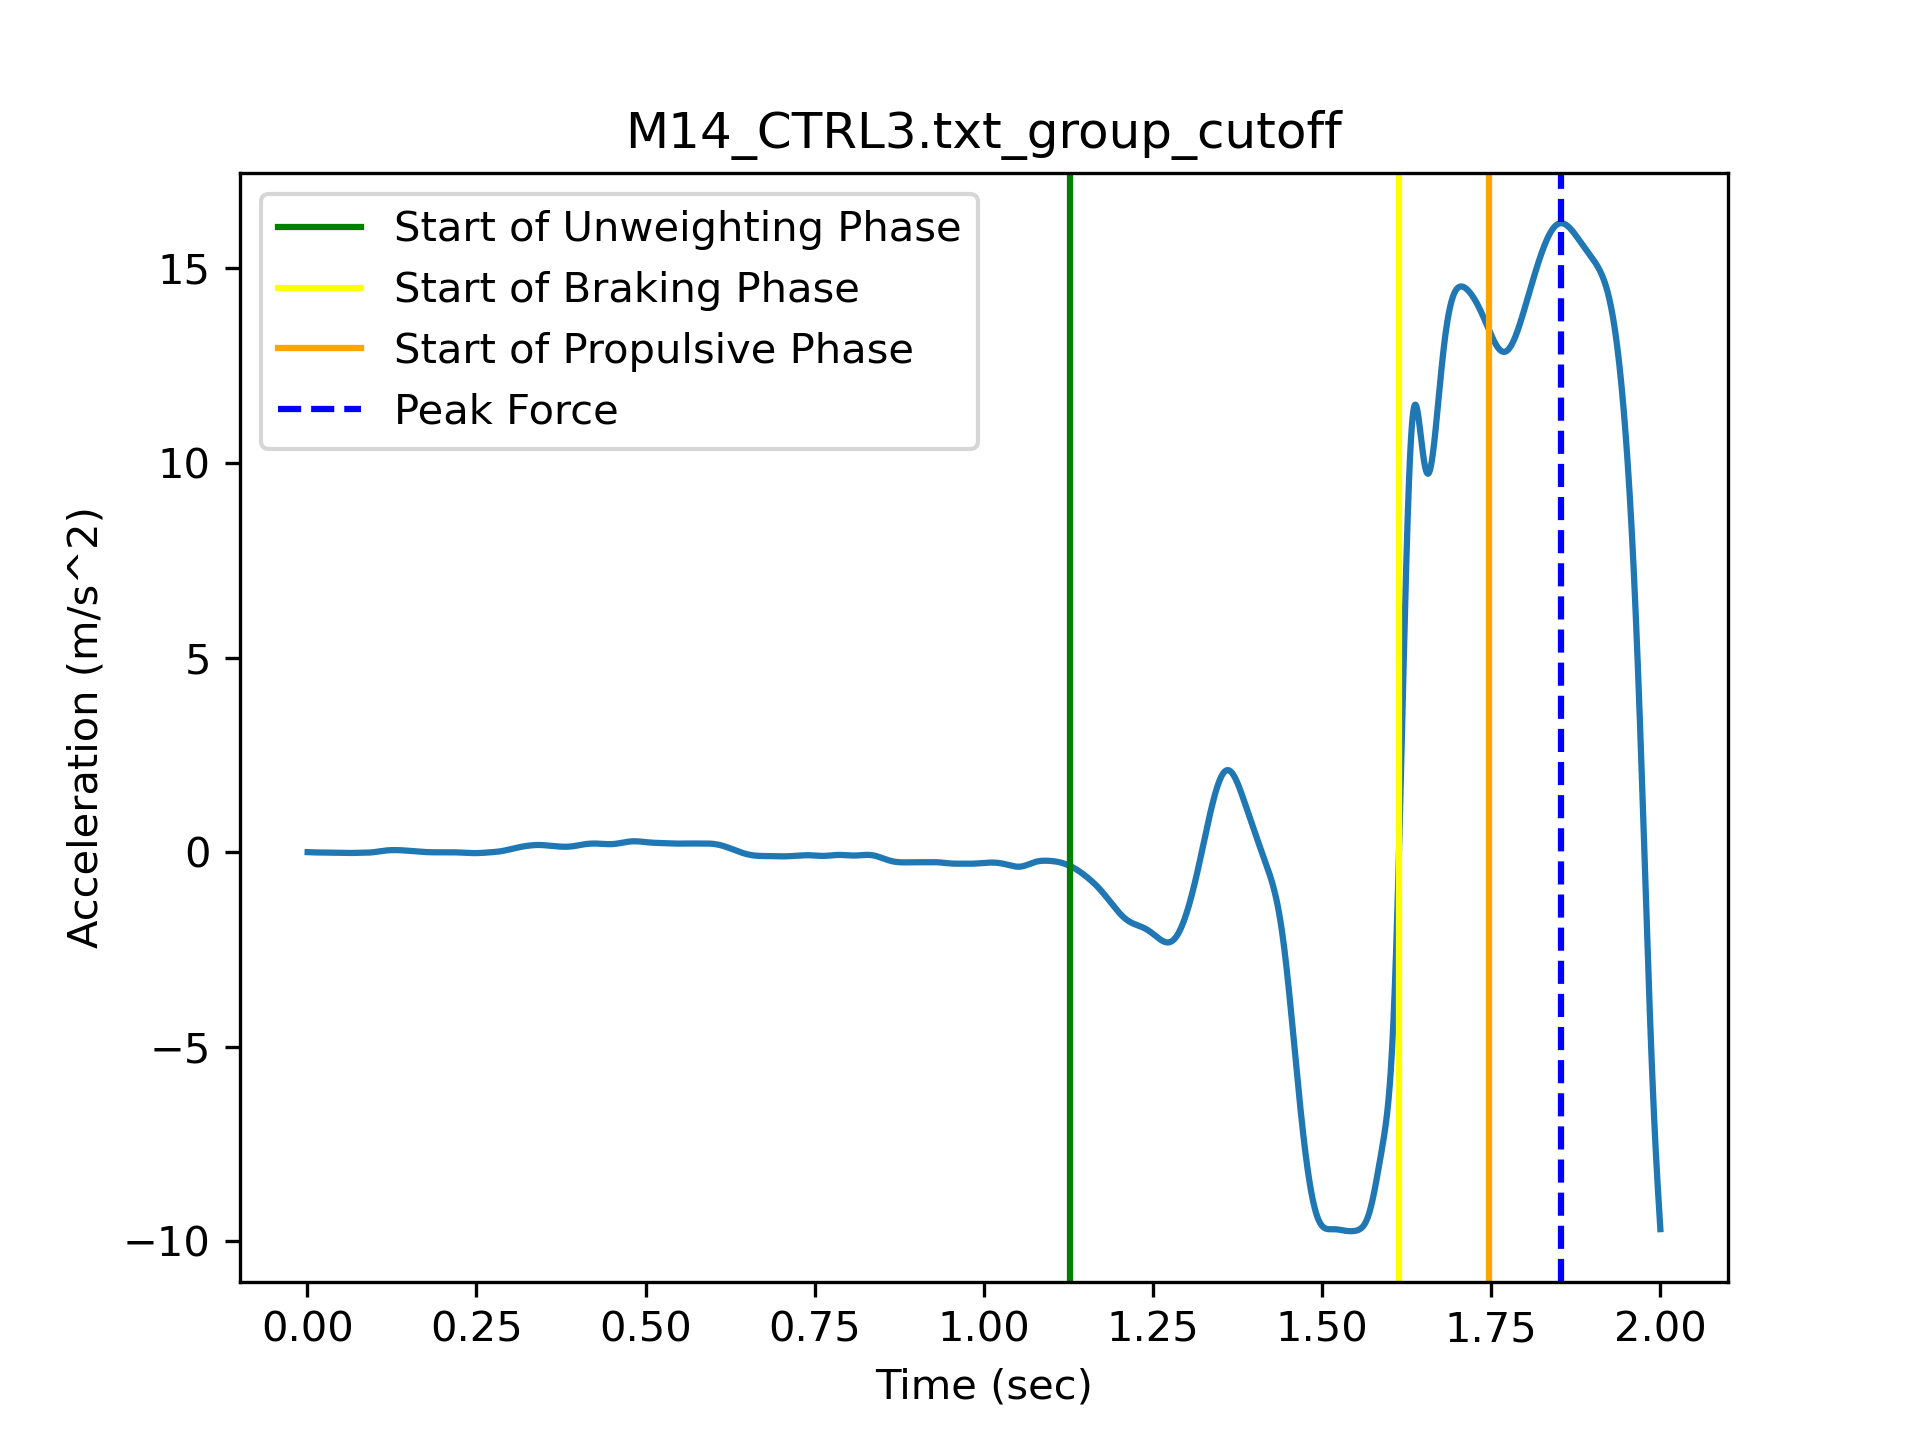 M14_CTRL3.txt_group_cutoff
Start of Unweighting Phase
Start of Braking Phase
Start of Propulsive Phase
Peak Force
15
10
5
0
−5
−10
Acceleration (m/s^2)
0.00 0.25 0.50 0.75 1.00 1.25 1.50 1.75 2.00
Time (sec)